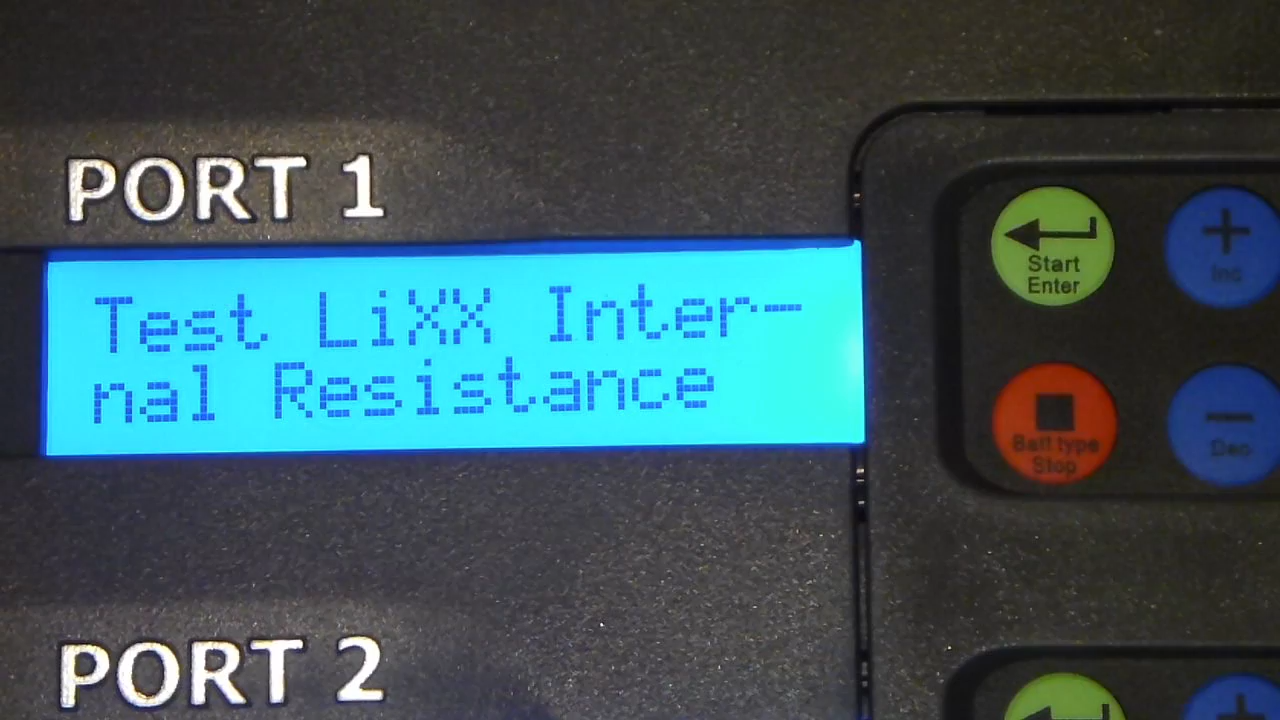 PORT 1
Test LiXX Inter-
nal Resistance
Start
Enter
Inc
Batt type
Stop
Dec
PORT 2